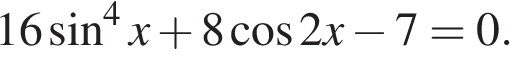 16 sin⁴ x + 8 cos 2x − 7 = 0.